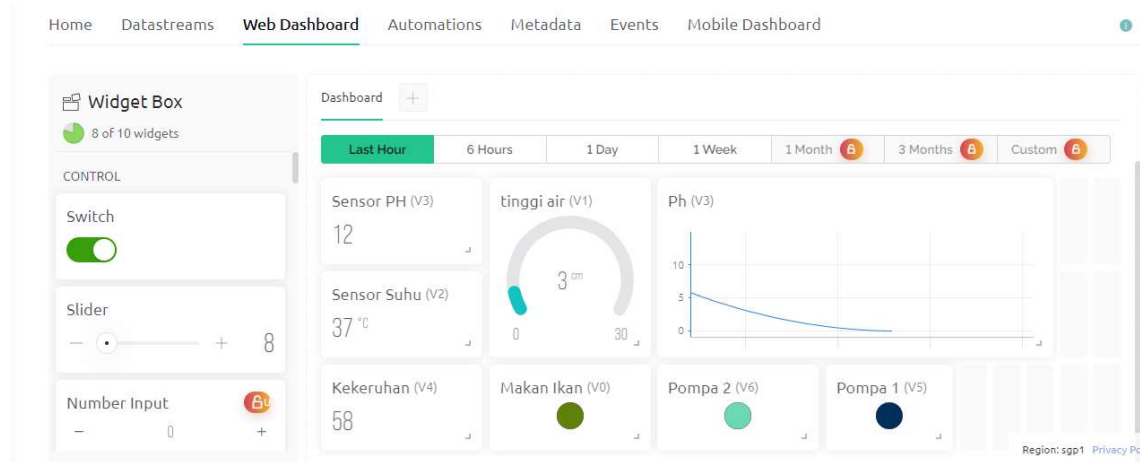 Home Datastreams Web Dashboard Automations Metadata Events Mobile Dashboard
Widget Box
8 of 10 widgets
CONTROL
Switch
Slider
— + 8
Number Input
− 0 +
Dashboard +
Last Hour 6 Hours 1 Day 1 Week 1 Month 3 Months Custom
Sensor PH (V3)
12
Sensor Suhu (V2)
37 °C
tinggi air (V1)
3 cm
0 30
Ph (V3)
10
5
0
Kekeruhan (V4)
58
Makan Ikan (V0)
Pompa 2 (V6)
Pompa 1 (V5)
Region: sgp1 Privacy